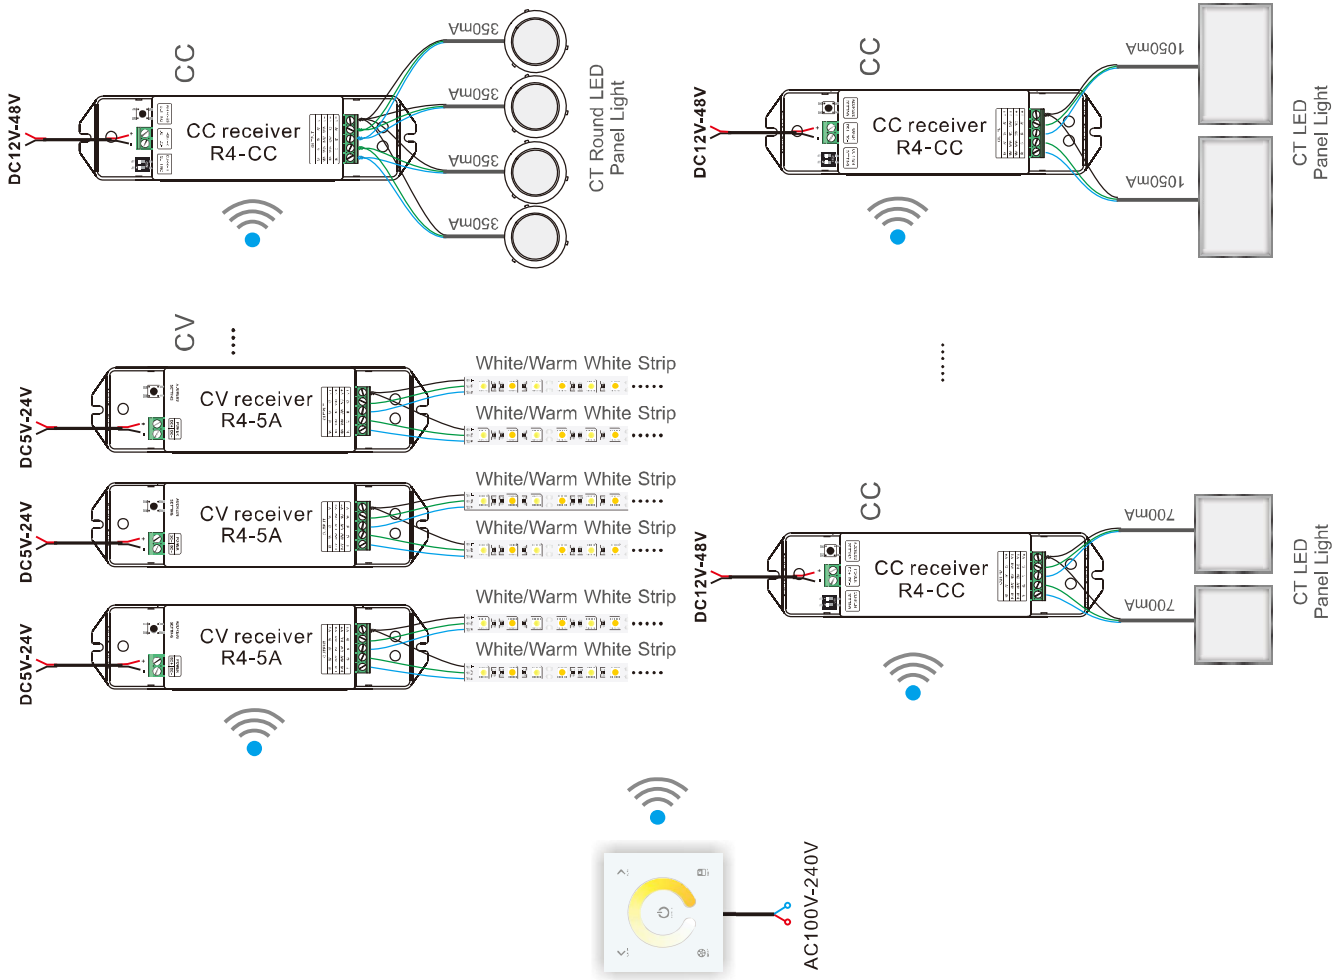 CC
DC12V-48V
CC receiver
R4-CC
350mA
350mA
350mA
350mA
CT Round LED
Panel Light
CC
DC12V-48V
CC receiver
R4-CC
1050mA
1050mA
CT LED
Panel Light
CV
DC5V-24V
CV receiver
R4-5A
White/Warm White Strip
White/Warm White Strip
DC5V-24V
CV receiver
R4-5A
White/Warm White Strip
White/Warm White Strip
DC5V-24V
CV receiver
R4-5A
White/Warm White Strip
White/Warm White Strip
CC
DC12V-48V
CC receiver
R4-CC
700mA
700mA
CT LED
Panel Light
AC100V-240V